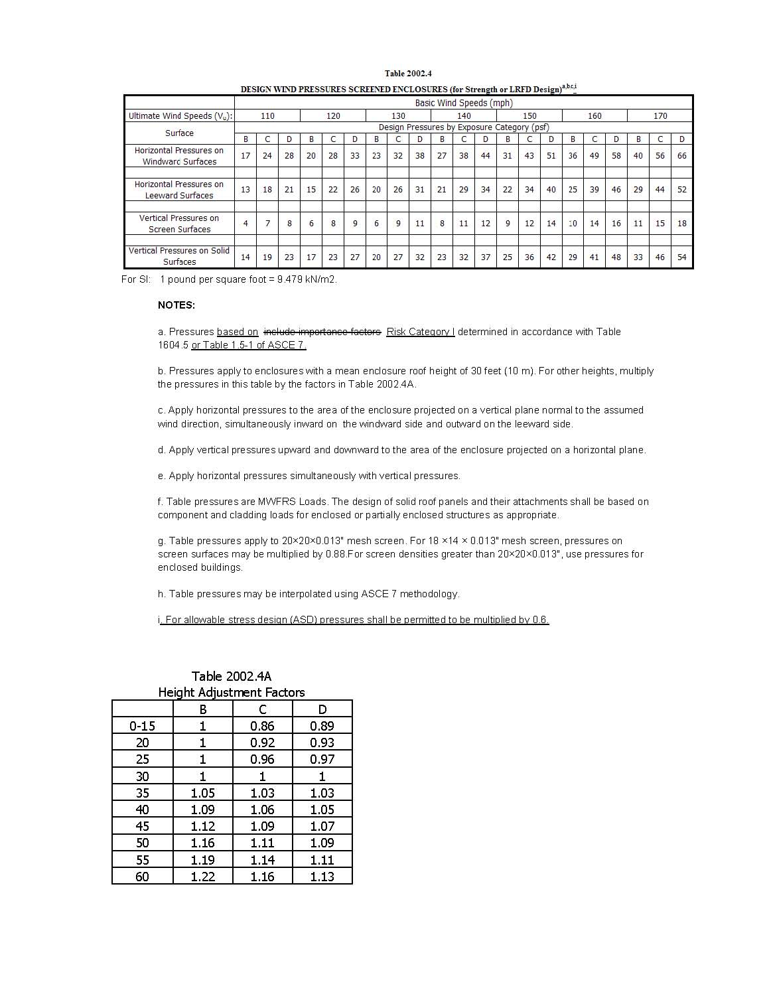 Table 2002.4
DESIGN WIND PRESSURES SCREENED ENCLOSURES (for Strength or LRFD Design)a,b,c,i
Basic Wind Speeds (mph)
Ultimate Wind Speeds (Vu): 110 120 130 140 150 160 170
Surface
Design Pressures by Exposure Category (psf)
B C D B C D B C D B C D B C D B C D B C D
Horizontal Pressures on
Windward Surfaces
17 24 28 20 28 33 23 32 38 27 38 44 31 43 51 36 49 58 40 56 66
Horizontal Pressures on
Leeward Surfaces
13 18 21 15 22 26 20 26 31 21 29 34 22 34 40 25 39 46 29 44 52
Vertical Pressures on
Screen Surfaces
4 7 8 6 8 9 6 9 11 8 11 12 9 12 14 10 14 16 11 15 18
Vertical Pressures on Solid
Surfaces
14 19 23 17 23 27 20 27 32 23 32 37 25 36 42 29 41 48 33 46 54
For SI: 1 pound per square foot = 9.479 kN/m2.
NOTES:
a. Pressures based on include importance factors Risk Category I determined in accordance with Table
1604.5 or Table 1.5-1 of ASCE 7.
b. Pressures apply to enclosures with a mean enclosure roof height of 30 feet (10 m). For other heights, multiply
the pressures in this table by the factors in Table 2002.4A.
c. Apply horizontal pressures to the area of the enclosure projected on a vertical plane normal to the assumed
wind direction, simultaneously inward on the windward side and outward on the leeward side.
d. Apply vertical pressures upward and downward to the area of the enclosure projected on a horizontal plane.
e. Apply horizontal pressures simultaneously with vertical pressures.
f. Table pressures are MWFRS Loads. The design of solid roof panels and their attachments shall be based on
component and cladding loads for enclosed or partially enclosed structures as appropriate.
g. Table pressures apply to 20×20×0.013" mesh screen. For 18 ×14 × 0.013" mesh screen, pressures on
screen surfaces may be multiplied by 0.88.For screen densities greater than 20×20×0.013", use pressures for
enclosed buildings.
h. Table pressures may be interpolated using ASCE 7 methodology.
i. For allowable stress design (ASD) pressures shall be permitted to be multiplied by 0.6.
Table 2002.4A
Height Adjustment Factors
B C D
0-15 1 0.86 0.89
20 1 0.92 0.93
25 1 0.96 0.97
30 1 1 1
35 1.05 1.03 1.03
40 1.09 1.06 1.05
45 1.12 1.09 1.07
50 1.16 1.11 1.09
55 1.19 1.14 1.11
60 1.22 1.16 1.13